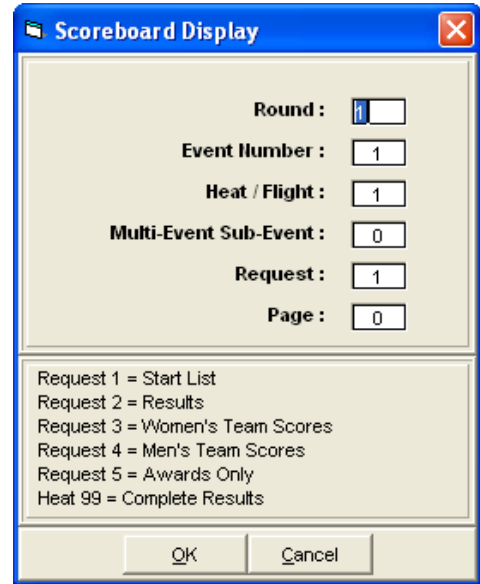 Scoreboard Display
Round : 1
Event Number : 1
Heat / Flight : 1
Multi-Event Sub-Event : 0
Request : 1
Page : 0
Request 1 = Start List
Request 2 = Results
Request 3 = Women's Team Scores
Request 4 = Men's Team Scores
Request 5 = Awards Only
Heat 99 = Complete Results
OK Cancel